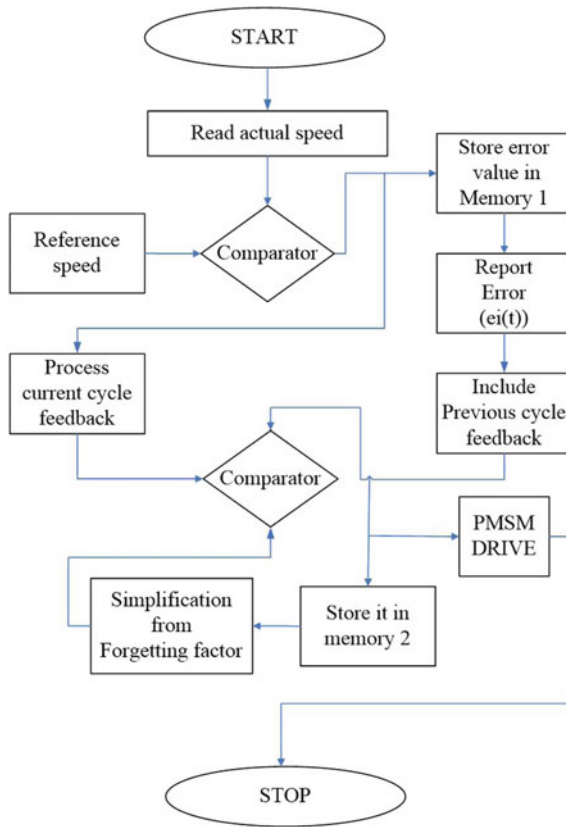 START
Read actual speed
Store error
value in
Memory 1
Reference
speed
Comparator
Report
Error
(ei(t))
Process
current cycle
feedback
Include
Previous cycle
feedback
Comparator
PMSM
DRIVE
Simplification
from
Forgetting factor
Store it in
memory 2
STOP